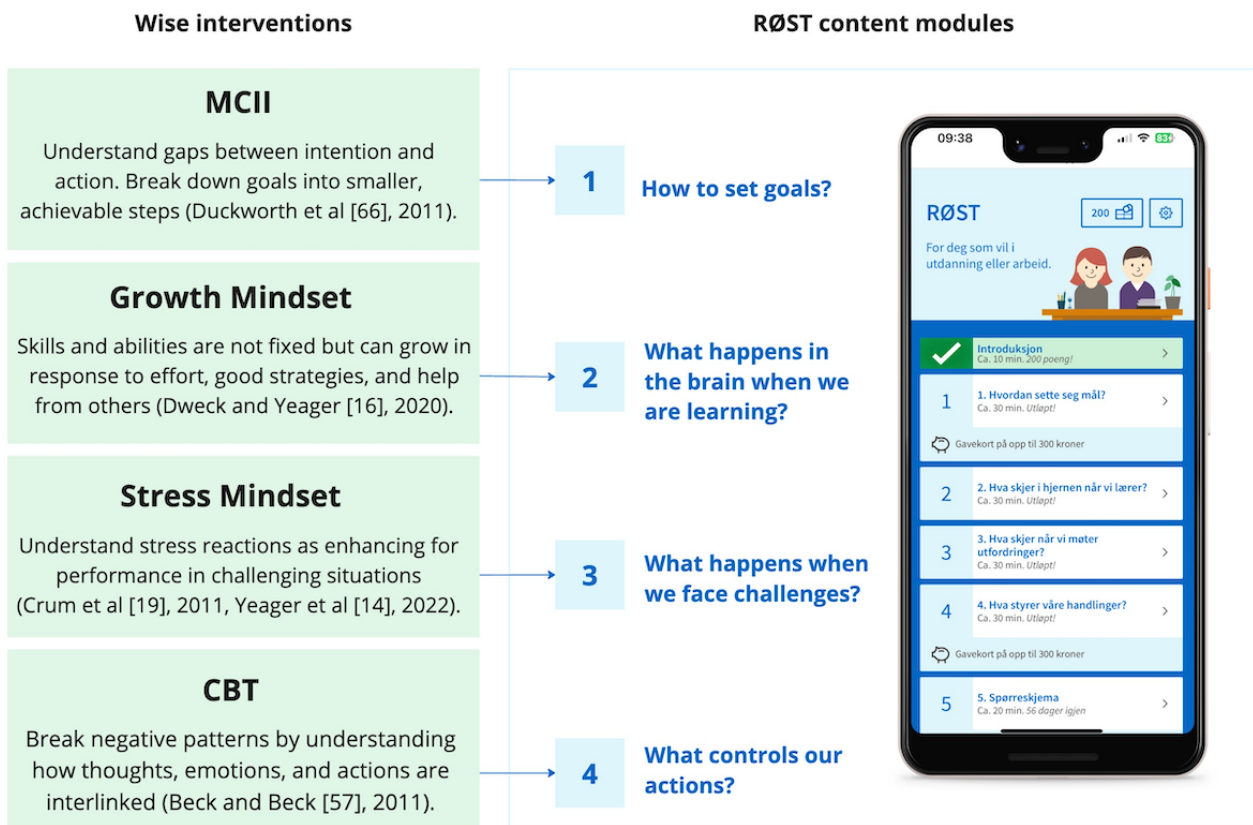 Wise interventions
RØST content modules
MCII
Understand gaps between intention and
action. Break down goals into smaller,
achievable steps (Duckworth et al [66], 2011).
1
How to set goals?
Growth Mindset
Skills and abilities are not fixed but can grow in
response to effort, good strategies, and help
from others (Dweck and Yeager [16], 2020).
2
What happens in
the brain when we
are learning?
Stress Mindset
Understand stress reactions as enhancing for
performance in challenging situations
(Crum et al [19], 2011, Yeager et al [14], 2022).
3
What happens when
we face challenges?
CBT
Break negative patterns by understanding
how thoughts, emotions, and actions are
interlinked (Beck and Beck [57], 2011).
4
What controls our
actions?
09:38
83
RØST
200
For deg som vil i
utdanning eller arbeid.
Introduksjon
Ca. 10 min. 200 poeng!
1
1. Hvordan sette seg mål?
Ca. 30 min. Utløpt!
Gavekort på opp til 300 kroner
2
2. Hva skjer i hjernen når vi lærer?
Ca. 30 min. Utløpt!
3
3. Hva skjer når vi møter
utfordringer?
Ca. 30 min. Utløpt!
4
4. Hva styrer våre handlinger?
Ca. 30 min. Utløpt!
Gavekort på opp til 300 kroner
5
5. Spørreskjema
Ca. 20 min. 56 dager igjen